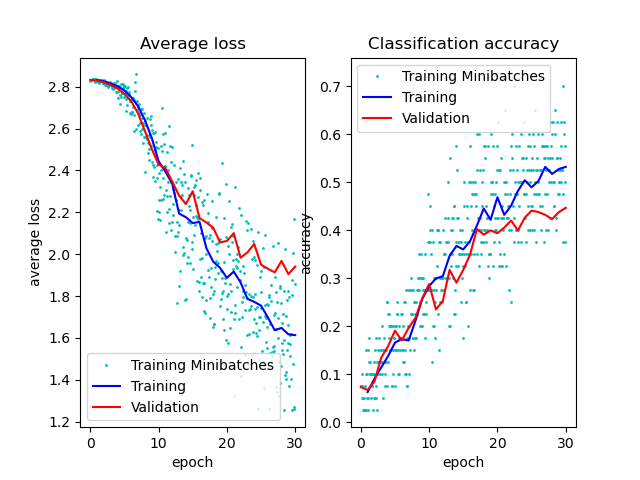 Average loss
average loss
2.8
2.6
2.4
2.2
2.0
1.8
1.6
1.4
1.2
Training Minibatches
Training
Validation
0 10 20 30
epoch
Classification accuracy
accuracy
0.7
0.6
0.5
0.4
0.3
0.2
0.1
0.0
Training Minibatches
Training
Validation
0 10 20 30
epoch